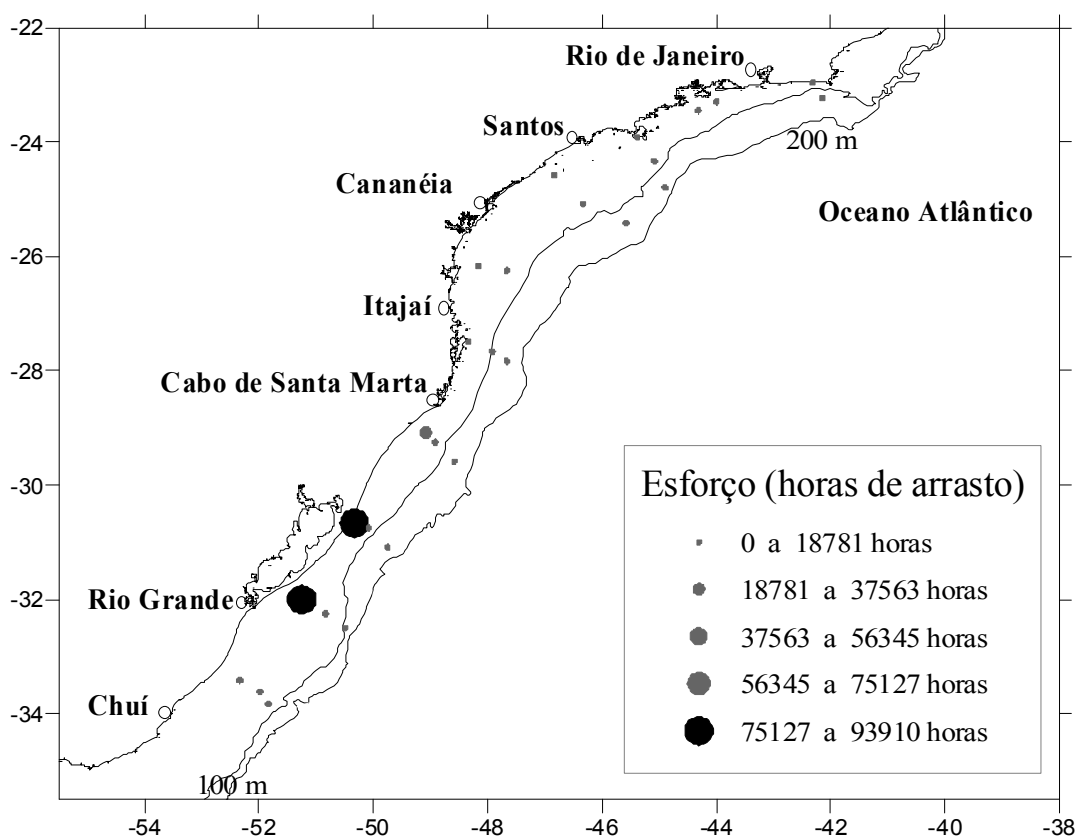 -22
-24
-26
-28
-30
-32
-34
Rio de Janeiro
Santos
200 m
Cananéia
Oceano Atlântico
Itajaí
Cabo de Santa Marta
Rio Grande
Chuí
100 m
Esforço (horas de arrasto)
0 a 18781 horas
18781 a 37563 horas
37563 a 56345 horas
56345 a 75127 horas
75127 a 93910 horas
-54 -52 -50 -48 -46 -44 -42 -40 -38